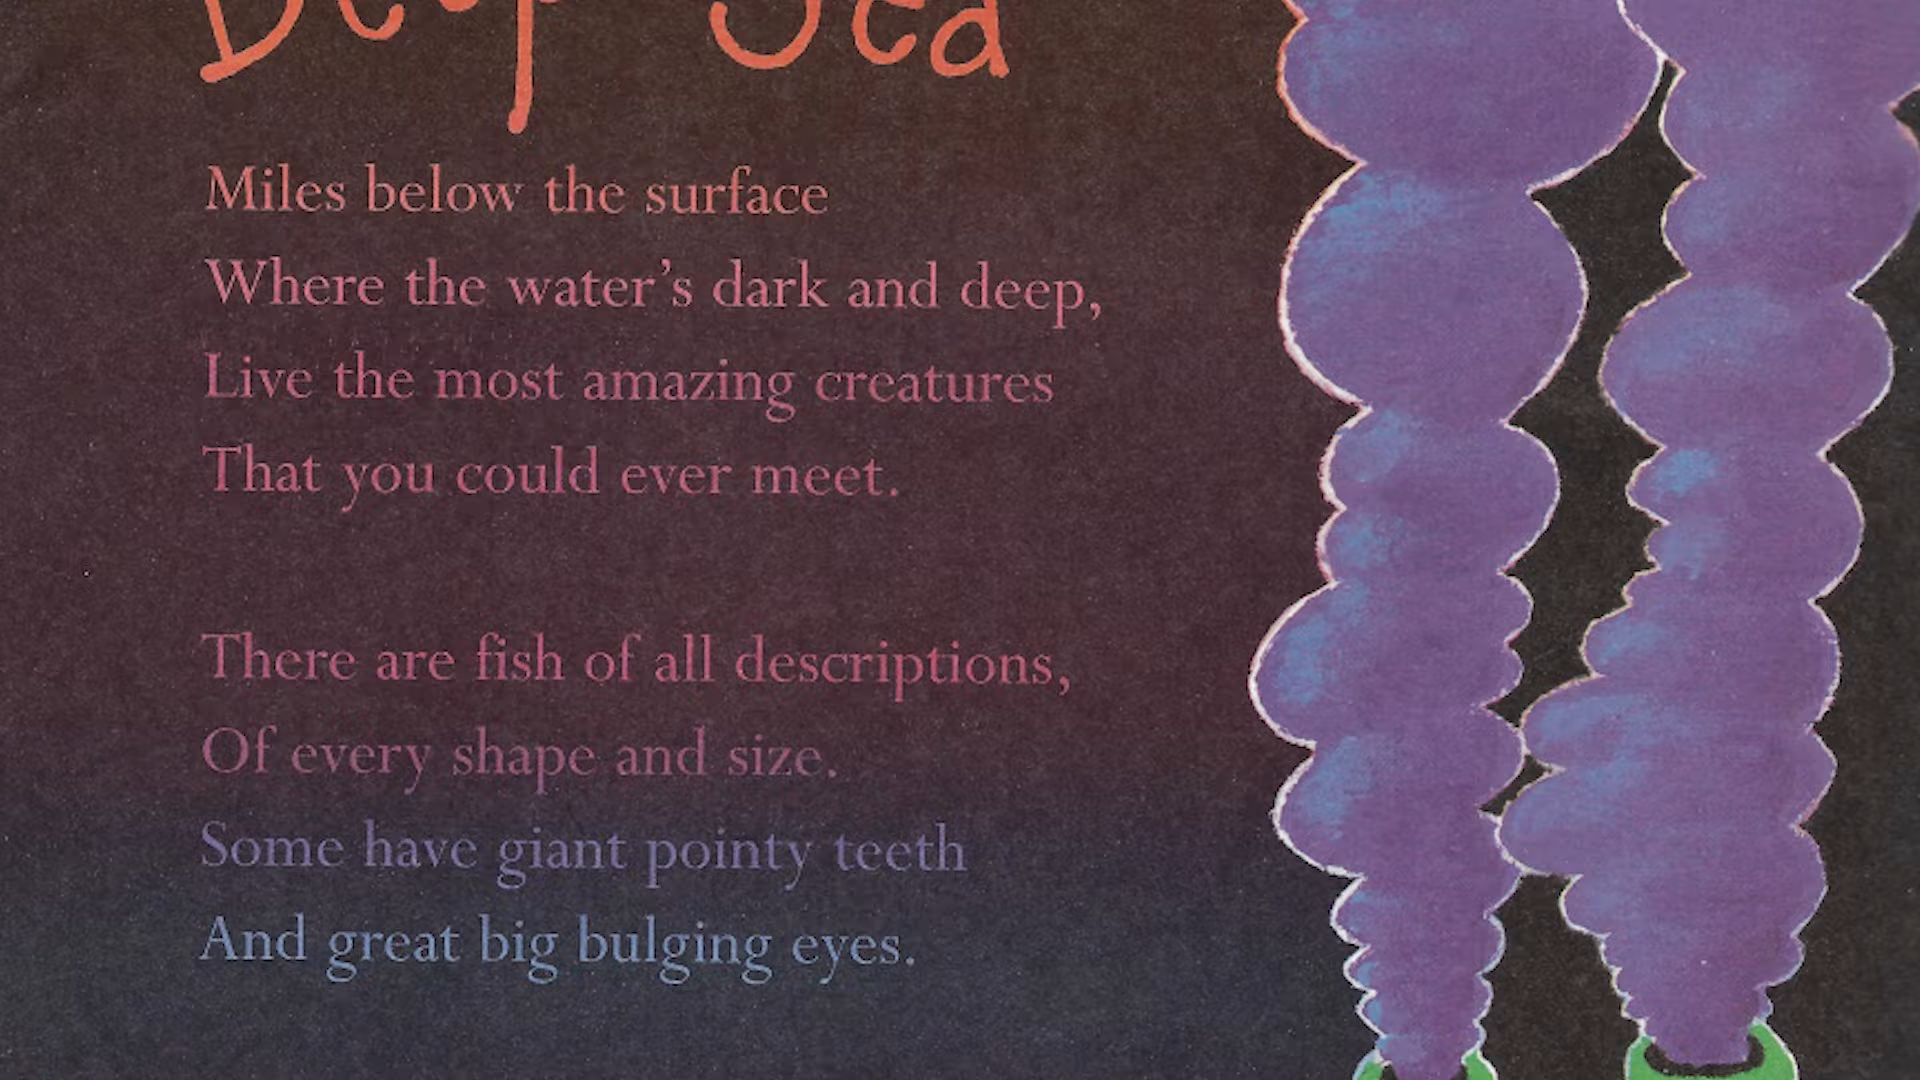 Deep Sea
Miles below the surface
Where the water’s dark and deep,
Live the most amazing creatures
That you could ever meet.
There are fish of all descriptions,
Of every shape and size.
Some have giant pointy teeth
And great big bulging eyes.